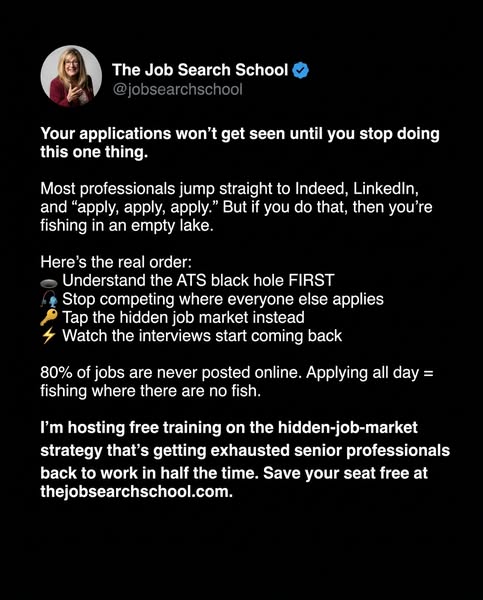 The Job Search School
@jobsearchschool
Your applications won’t get seen until you stop doing
this one thing.
Most professionals jump straight to Indeed, LinkedIn,
and “apply, apply, apply.” But if you do that, then you’re
fishing in an empty lake.
Here’s the real order:
🕳️ Understand the ATS black hole FIRST
🎣 Stop competing where everyone else applies
🔑 Tap the hidden job market instead
⚡ Watch the interviews start coming back
80% of jobs are never posted online. Applying all day =
fishing where there are no fish.
I’m hosting free training on the hidden-job-market
strategy that’s getting exhausted senior professionals
back to work in half the time. Save your seat free at
thejobsearchschool.com.